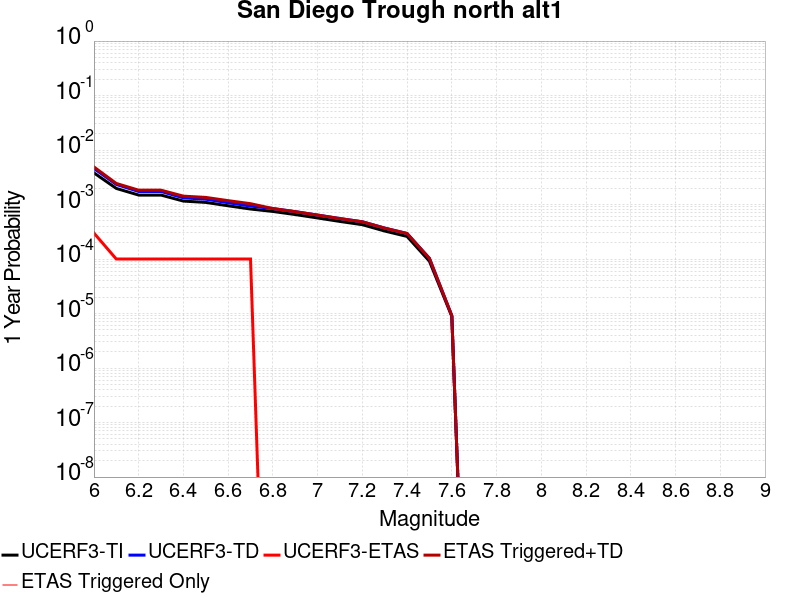 San Diego Trough north alt1
10^0
10^-1
10^-2
10^-3
10^-4
10^-5
10^-6
10^-7
10^-8
1 Year Probability
6 6.2 6.4 6.6 6.8 7 7.2 7.4 7.6 7.8 8 8.2 8.4 8.6 8.8 9
Magnitude
UCERF3-TI UCERF3-TD UCERF3-ETAS ETAS Triggered+TD
ETAS Triggered Only